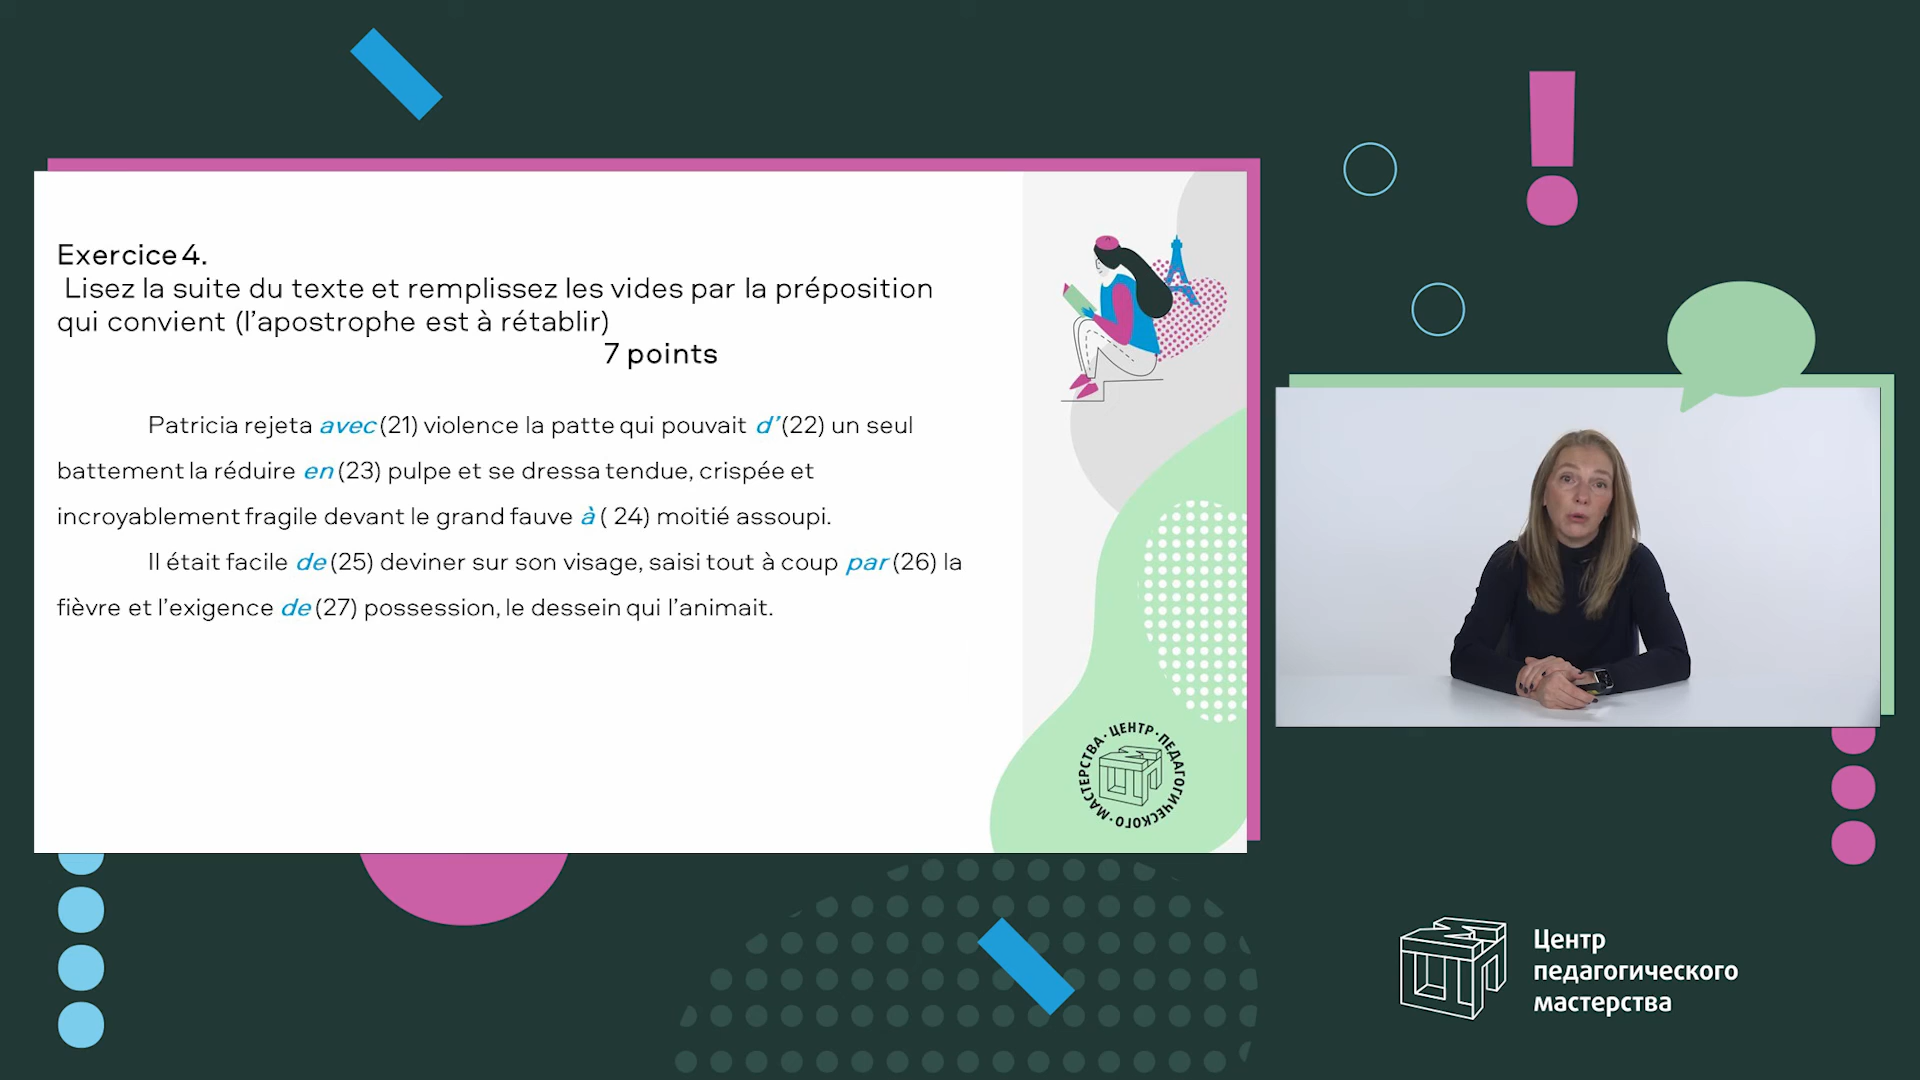 Exercice 4.
Lisez la suite du texte et remplissez les vides par la préposition
qui convient (l’apostrophe est à rétablir)
7 points
Patricia rejeta avec (21) violence la patte qui pouvait d’ (22) un seul
battement la réduire en (23) pulpe et se dressa tendue, crispée et
incroyablement fragile devant le grand fauve à ( 24) moitié assoupi.
Il était facile de (25) deviner sur son visage, saisi tout à coup par (26) la
fièvre et l’exigence de (27) possession, le dessein qui l’animait.
ЦЕНТР · ПЕДАГОГИЧЕСКОГО · МАСТЕРСТВА ·
Центр
педагогического
мастерства